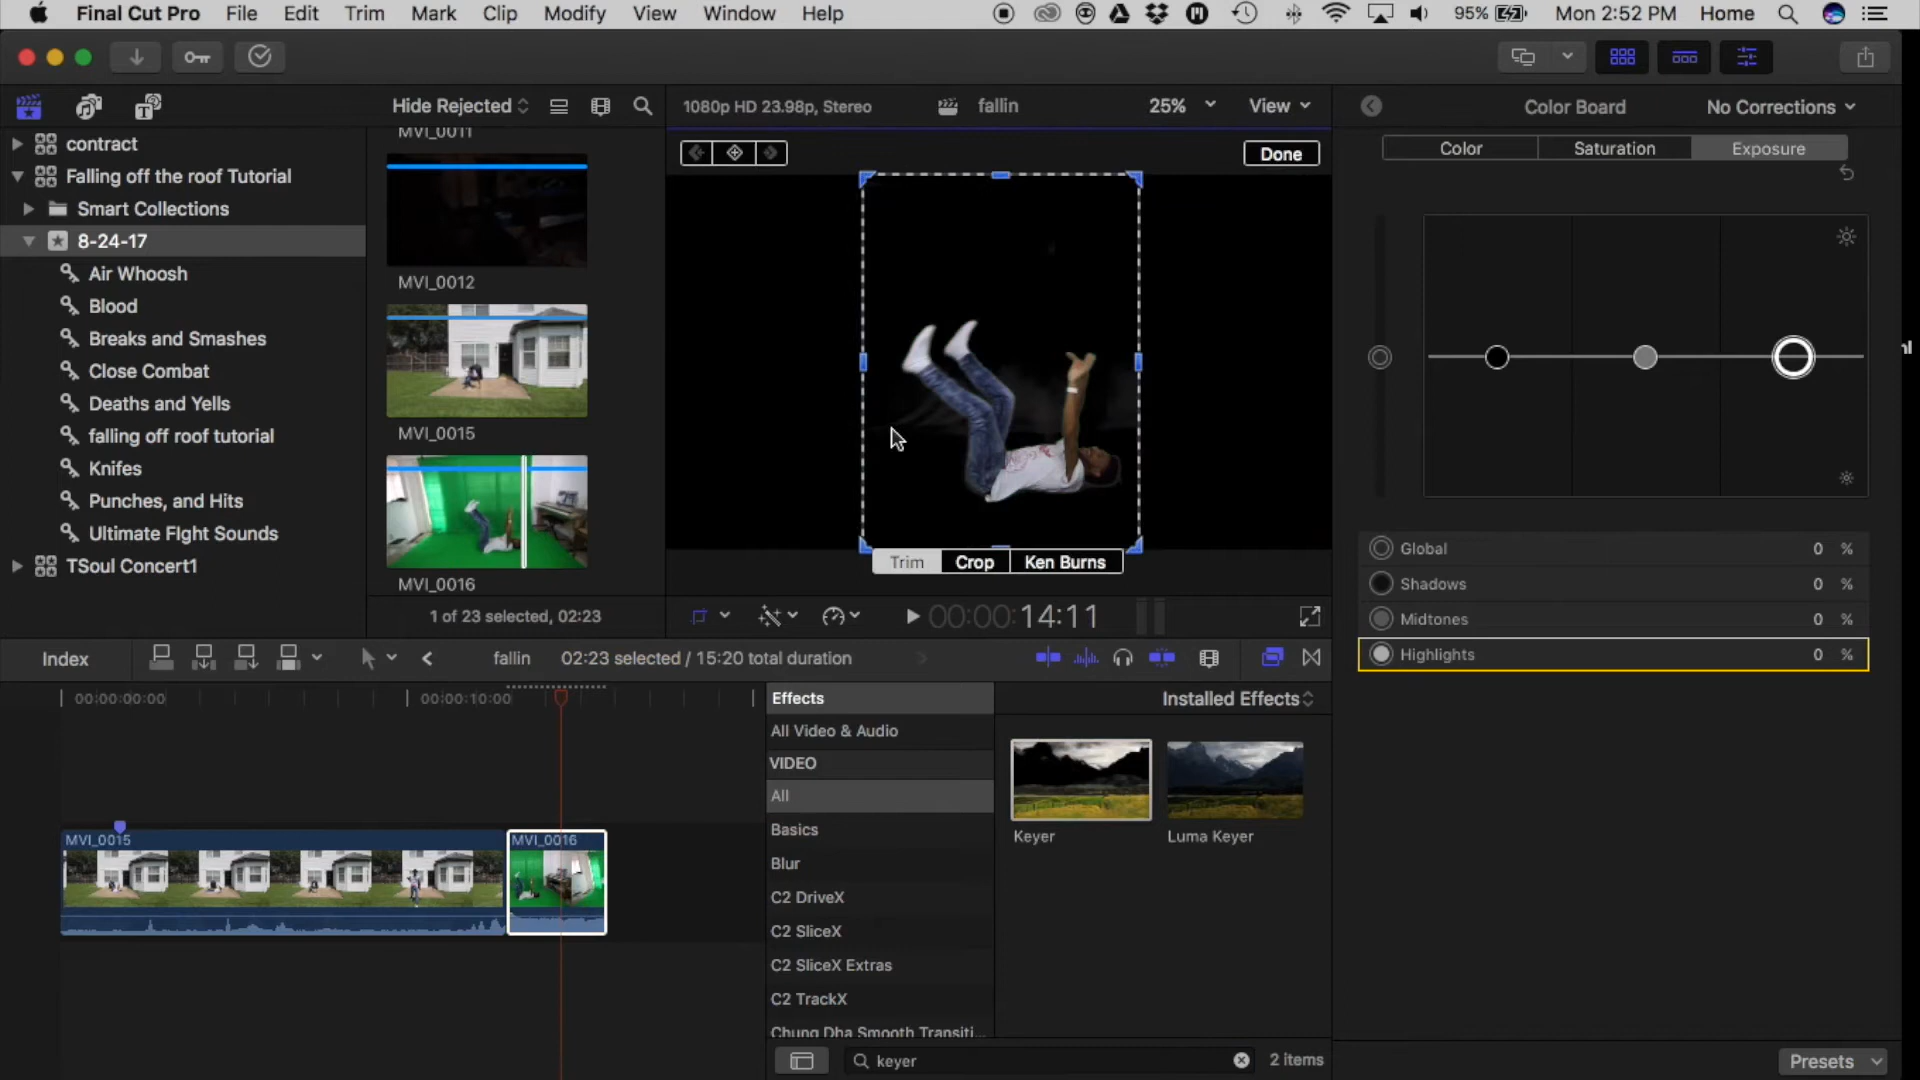 Final Cut Pro File Edit Trim Mark Clip Modify View Window Help 95% Mon 2:52 PM Home
Hide Rejected
1080p HD 23.98p, Stereo fallin 25% View
Color Board No Corrections
contract
Falling off the roof Tutorial
Smart Collections
8-24-17
Air Whoosh
Blood
Breaks and Smashes
Close Combat
Deaths and Yells
falling off roof tutorial
Knifes
Punches, and Hits
Ultimate FIght Sounds
TSoul Concert1
MVI_0011
MVI_0012
MVI_0015
MVI_0016
1 of 23 selected, 02:23
Done
Trim Crop Ken Burns
00:00:14:11
Color Saturation Exposure
Global 0 %
Shadows 0 %
Midtones 0 %
Highlights 0 %
Index fallin 02:23 selected / 15:20 total duration
00:00:00:00 00:00:10:00
MVI_0015 MVI_0016
Effects Installed Effects
All Video & Audio
VIDEO
All
Basics
Blur
C2 DriveX
C2 SliceX
C2 SliceX Extras
C2 TrackX
Chung Dha Smooth Transiti...
Keyer Luma Keyer
keyer 2 items
Presets